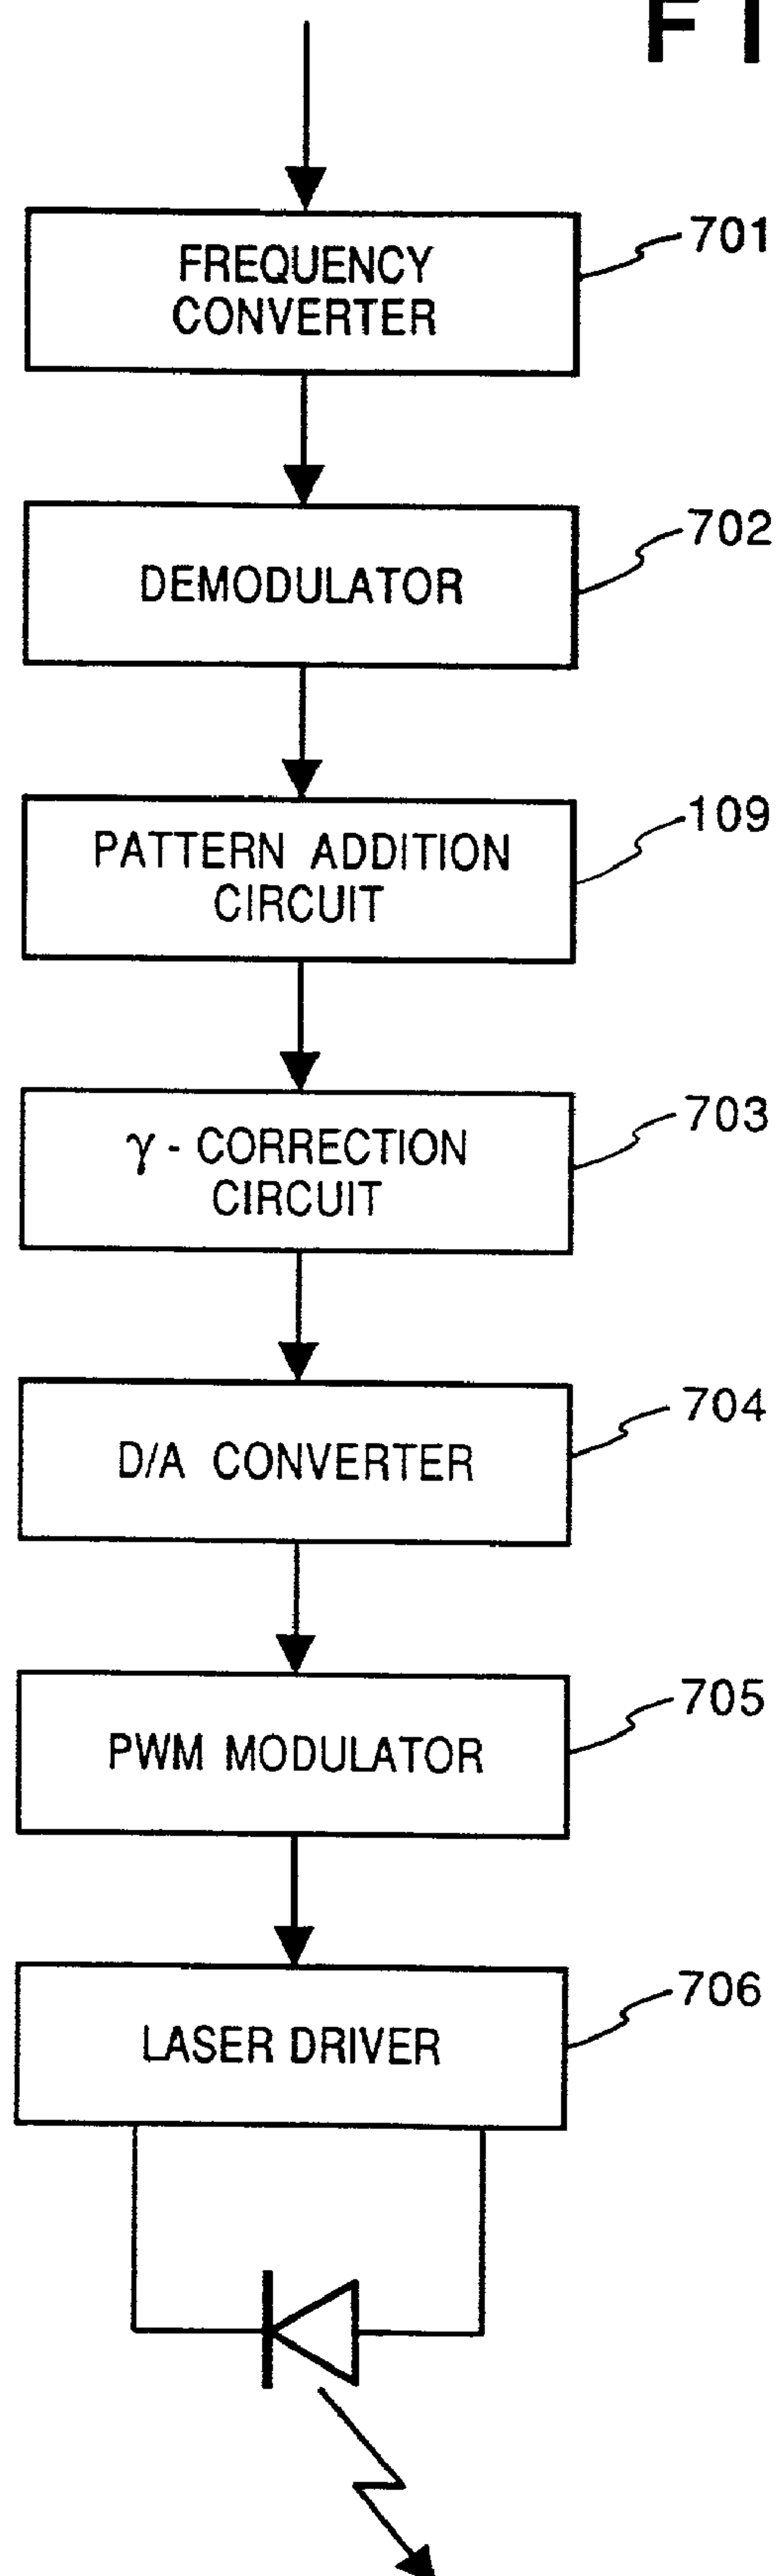 FI
FREQUENCY
CONVERTER
701
DEMODULATOR
702
PATTERN ADDITION
CIRCUIT
109
γ - CORRECTION
CIRCUIT
703
D/A CONVERTER
704
PWM MODULATOR
705
LASER DRIVER
706